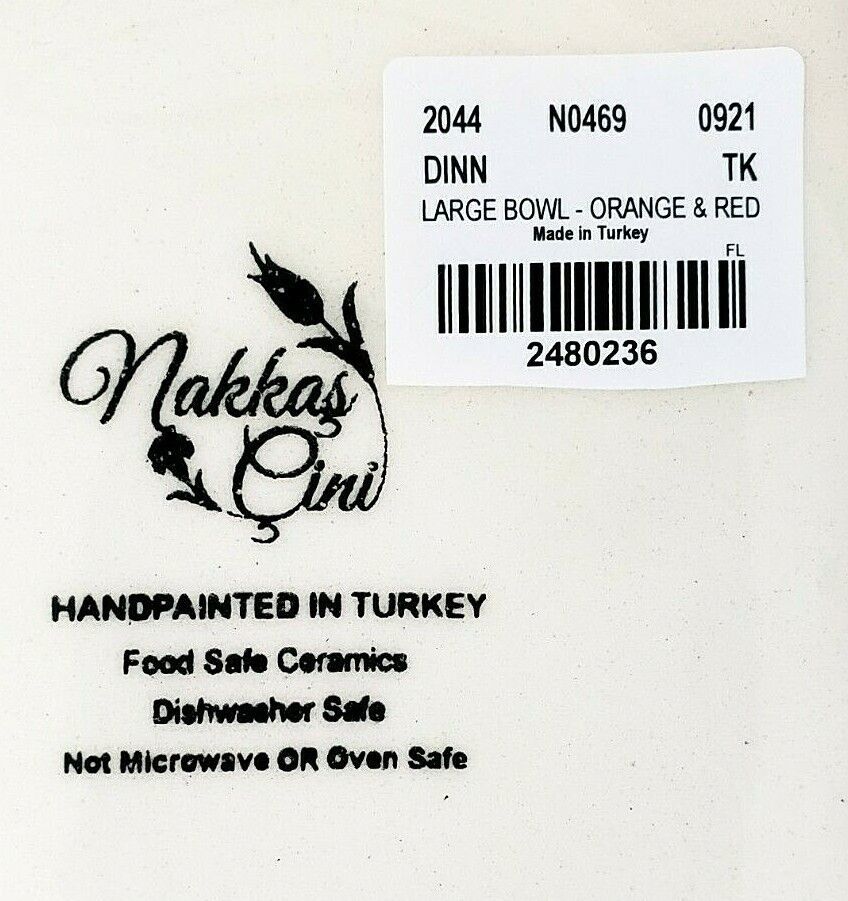 2044 N0469 0921
DINN TK
LARGE BOWL - ORANGE & RED
Made in Turkey
FL
2480236
Nakkaş
Çini
HANDPAINTED IN TURKEY
Food Safe Ceramics
Dishwasher Safe
Not Microwave OR Oven Safe